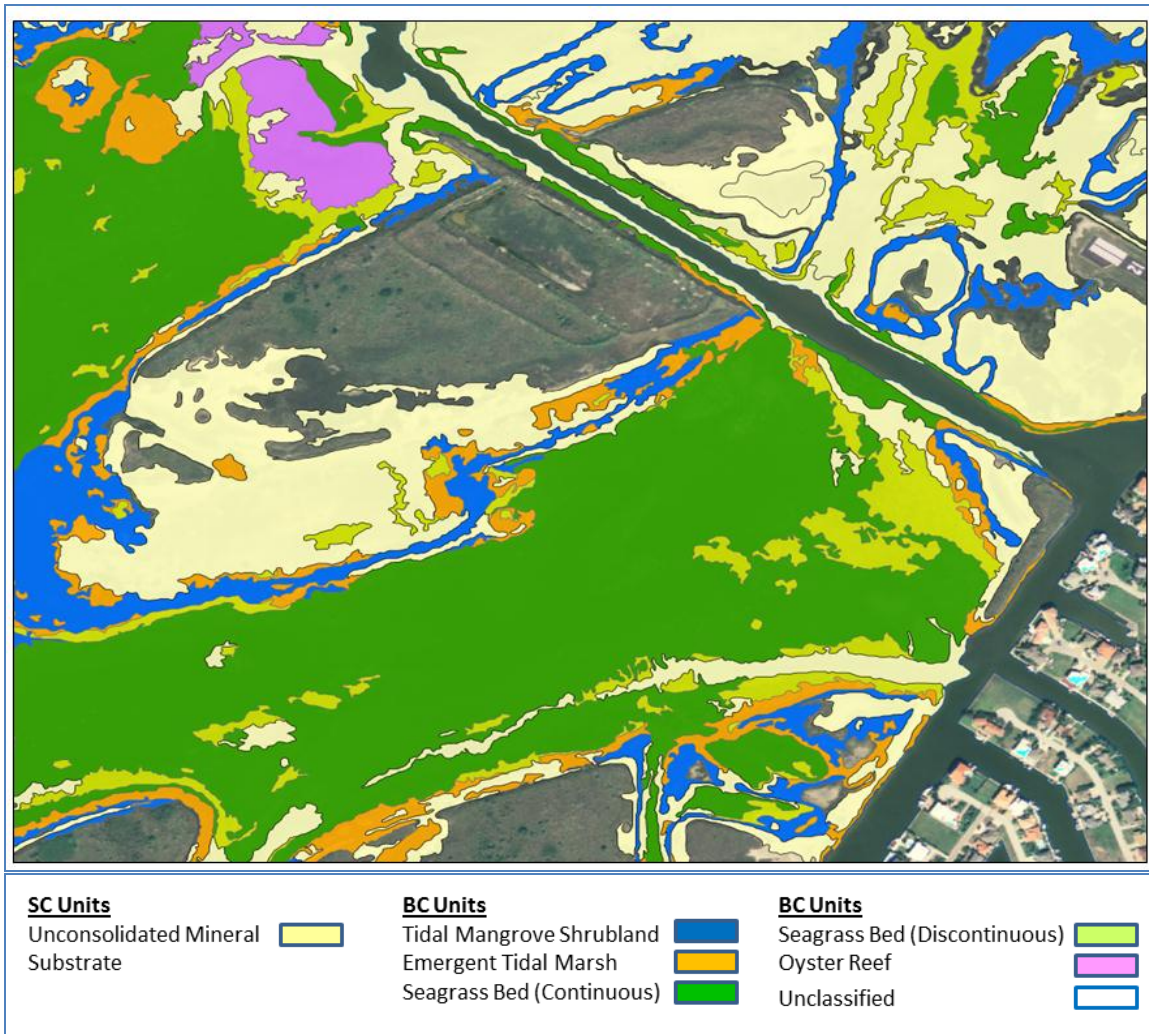 SC Units
Unconsolidated Mineral
Substrate
BC Units
Tidal Mangrove Shrubland
Emergent Tidal Marsh
Seagrass Bed (Continuous)
BC Units
Seagrass Bed (Discontinuous)
Oyster Reef
Unclassified